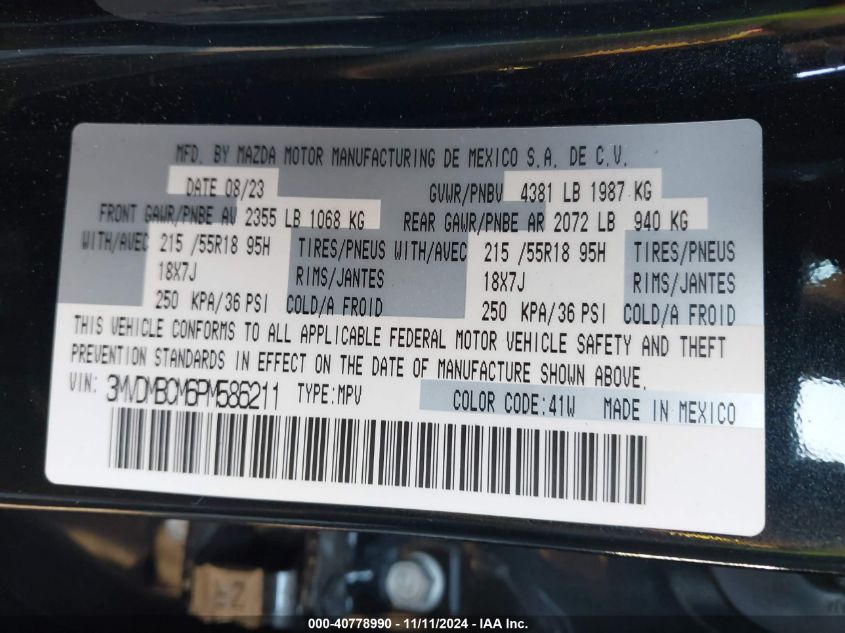 MFD. BY MAZDA MOTOR MANUFACTURING DE MEXICO S.A. DE C.V.
DATE 08/23 GVWR/PNBV 4381 LB 1987 KG
FRONT GAWR/PNBE AV 2355 LB 1068 KG REAR GAWR/PNBE AR 2072 LB 940 KG
WITH/AVEC 215 /55R18 95H TIRES/PNEUS WITH/AVEC 215 /55R18 95H TIRES/PNEUS
18X7J RIMS/JANTES 18X7J RIMS/JANTES
250 KPA/36 PSI COLD/A FROID 250 KPA/36 PSI COLD/A FROID
THIS VEHICLE CONFORMS TO ALL APPLICABLE FEDERAL MOTOR VEHICLE SAFETY AND THEFT
PREVENTION STANDARDS IN EFFECT ON THE DATE OF MANUFACTURE SHOWN ABOVE.
VIN: 3MVDMBCM6PM586211 TYPE:MPV COLOR CODE:41W MADE IN MEXICO
000-40778990 - 11/11/2024 - IAA Inc.